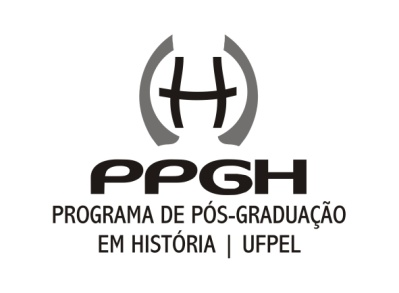 H
PPGH
PROGRAMA DE PÓS-GRADUAÇÃO
EM HISTÓRIA | UFPEL